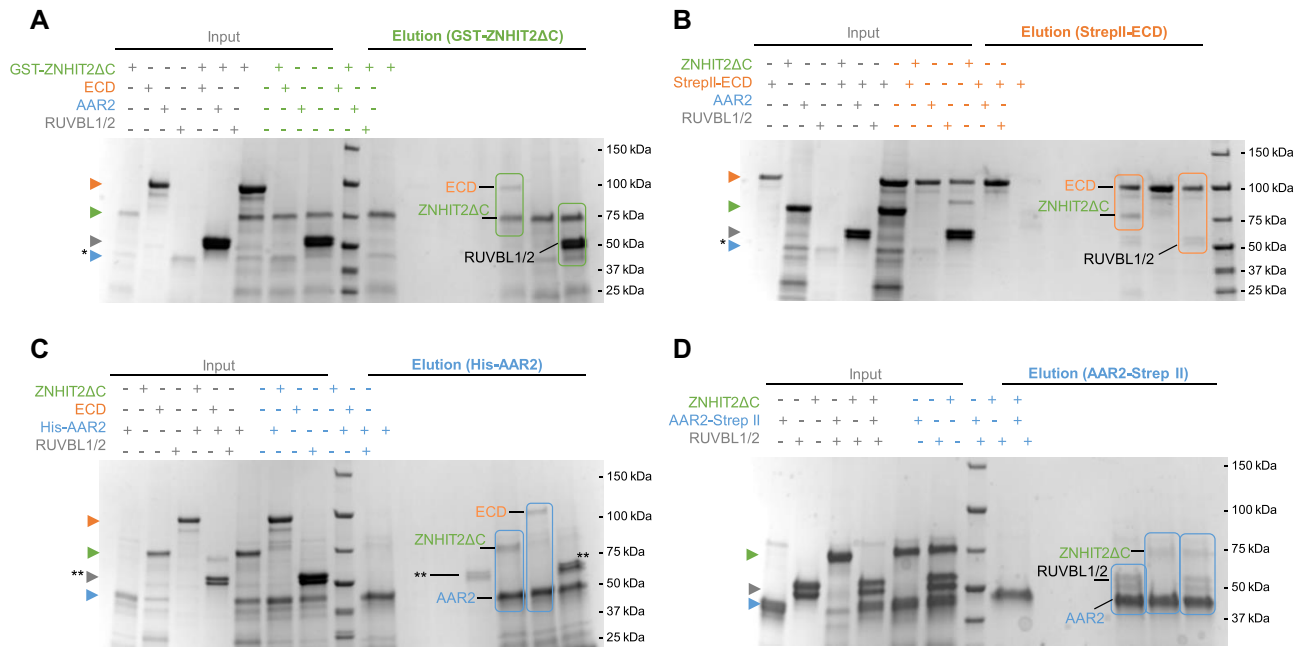 A
Input
Elution (GST-ZNHIT2ΔC)
GST-ZNHIT2ΔC
ECD
AAR2
RUVBL1/2
150 kDa
100 kDa
75 kDa
50 kDa
37 kDa
25 kDa
ECD
ZNHIT2ΔC
RUVBL1/2
*
B
Input
Elution (StrepII-ECD)
ZNHIT2ΔC
StrepII-ECD
AAR2
RUVBL1/2
150 kDa
100 kDa
75 kDa
50 kDa
37 kDa
25 kDa
ECD
ZNHIT2ΔC
RUVBL1/2
*
C
Input
Elution (His-AAR2)
ZNHIT2ΔC
ECD
His-AAR2
RUVBL1/2
150 kDa
100 kDa
75 kDa
50 kDa
37 kDa
25 kDa
ECD
ZNHIT2ΔC
**
**
**
AAR2
D
Input
Elution (AAR2-Strep II)
ZNHIT2ΔC
AAR2-Strep II
RUVBL1/2
150 kDa
100 kDa
75 kDa
50 kDa
37 kDa
ZNHIT2ΔC
RUVBL1/2
AAR2